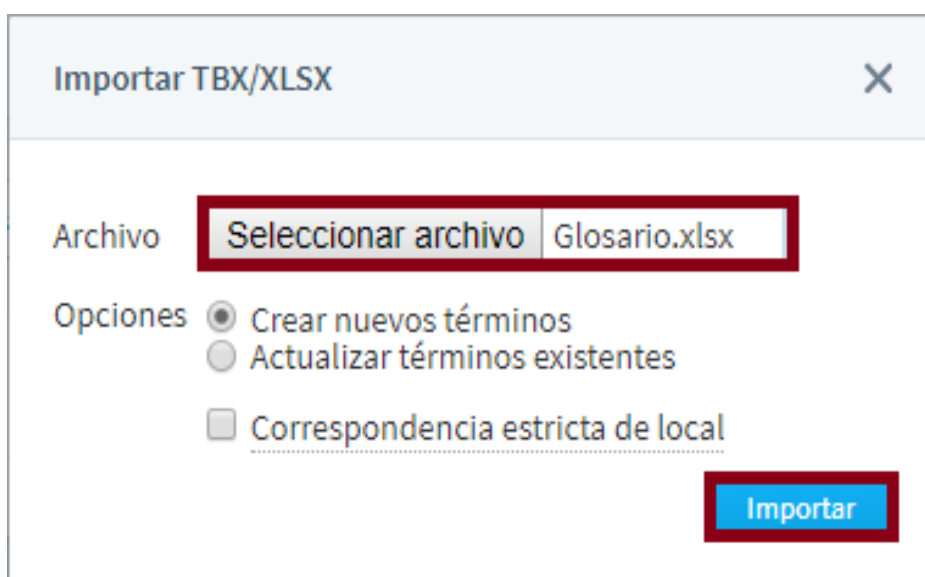 Importar TBX/XLSX
Archivo Seleccionar archivo Glosario.xlsx
Opciones Crear nuevos términos
Actualizar términos existentes
Correspondencia estricta de local
Importar